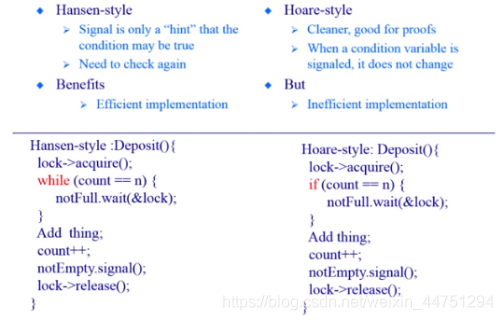 Hansen-style
Signal is only a "hint" that the
condition may be true
Need to check again
Benefits
Efficient implementation
Hoare-style
Cleaner, good for proofs
When a condition variable is
signaled, it does not change
But
Inefficient implementation
Hansen-style :Deposit(){
lock->acquire();
while (count == n) {
notFull.wait(&lock);
}
Add thing;
count++;
notEmpty.signal();
lock->release();
}
Hoare-style: Deposit(){
lock->acquire();
if (count == n) {
notFull.wait(&lock);
}
Add thing;
count++;
notEmpty.signal();
lock->release();
}
https://blog.csdn.net/weixin_44751294